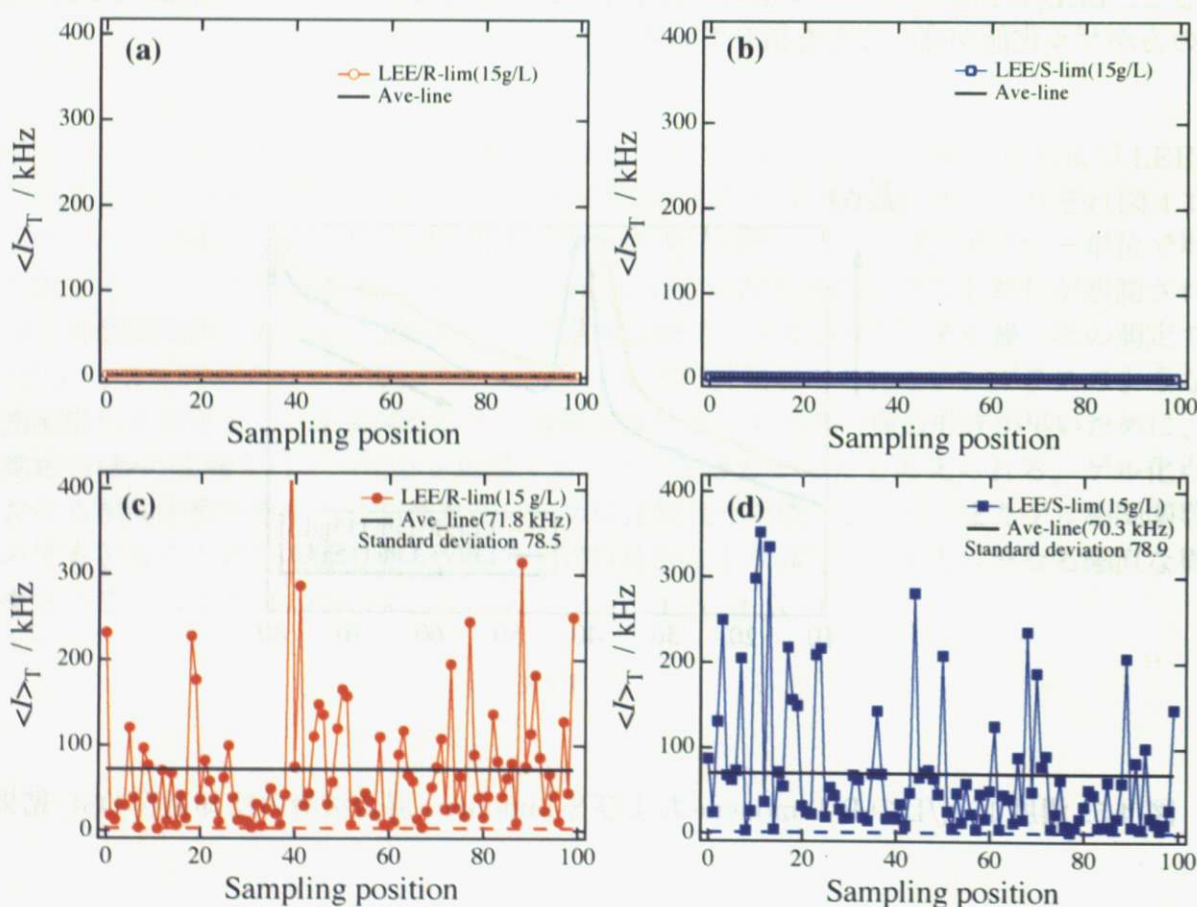 400
(a)
LEE/R-lim(15g/L)
Ave-line
300
200
100
0
<I>T / kHz
0 20 40 60 80 100
Sampling position
400
(b)
LEE/S-lim(15g/L)
Ave-line
300
200
100
0
<I>T / kHz
0 20 40 60 80 100
Sampling position
400
(c)
LEE/R-lim(15 g/L)
Ave_line(71.8 kHz)
Standard deviation 78.5
300
200
100
0
<I>T / kHz
0 20 40 60 80 100
Sampling position
400
(d)
LEE/S-lim(15g/L)
Ave-line(70.3 kHz)
Standard deviation 78.9
300
200
100
0
<I>T / kHz
0 20 40 60 80 100
Sampling position